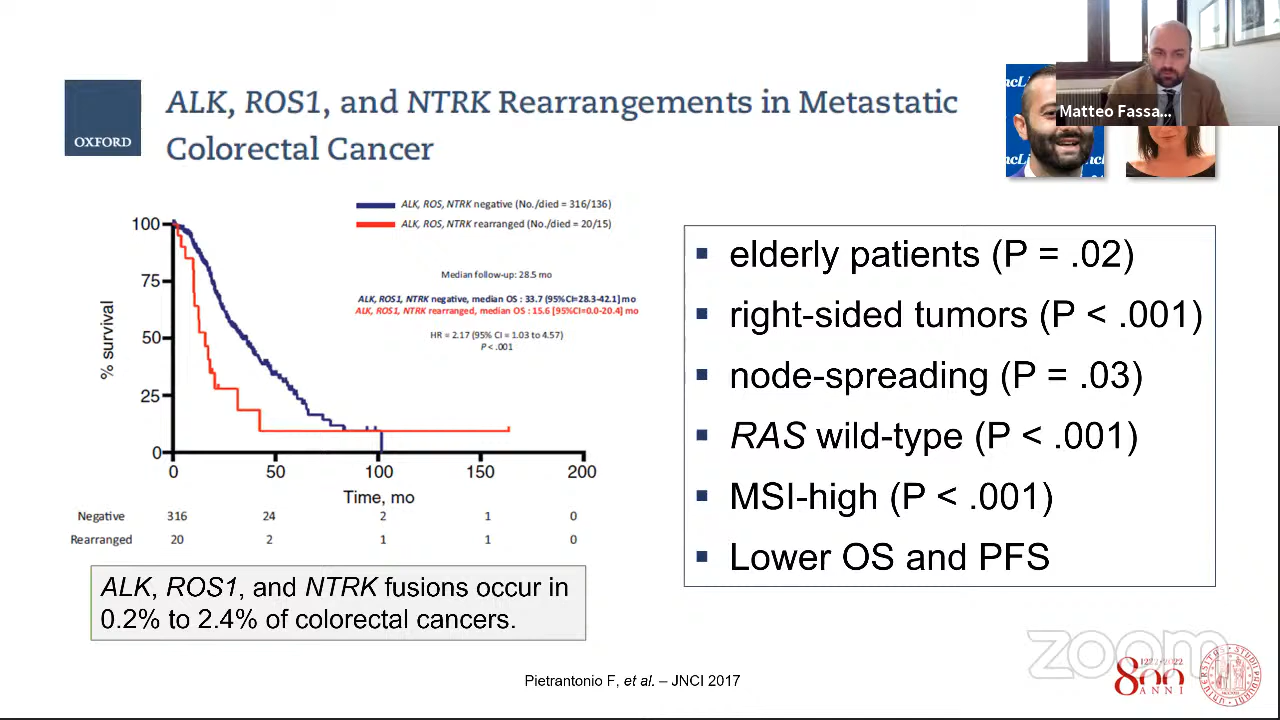 ALK, ROS1, and NTRK Rearrangements in Metastatic
Colorectal Cancer
OXFORD
Matteo Fassa...
ALK, ROS, NTRK negative (No./died = 316/136)
ALK, ROS, NTRK rearranged (No./died = 20/15)
Median follow-up: 28.5 mo
ALK, ROS1, NTRK negative, median OS : 33.7 [95%CI=28.3-42.1] mo
ALK, ROS1, NTRK rearranged, median OS : 15.6 [95%CI=0.0-20.4] mo
HR = 2.17 (95% CI = 1.03 to 4.57)
P < .001
% survival
100
75
50
25
0
0 50 100 150 200
Time, mo
Negative 316 24 2 1 0
Rearranged 20 2 1 1 0
ALK, ROS1, and NTRK fusions occur in
0.2% to 2.4% of colorectal cancers.
▪ elderly patients (P = .02)
▪ right-sided tumors (P < .001)
▪ node-spreading (P = .03)
▪ RAS wild-type (P < .001)
▪ MSI-high (P < .001)
▪ Lower OS and PFS
Pietrantonio F, et al. – JNCI 2017
zoom
1222·2022
800
ANNI